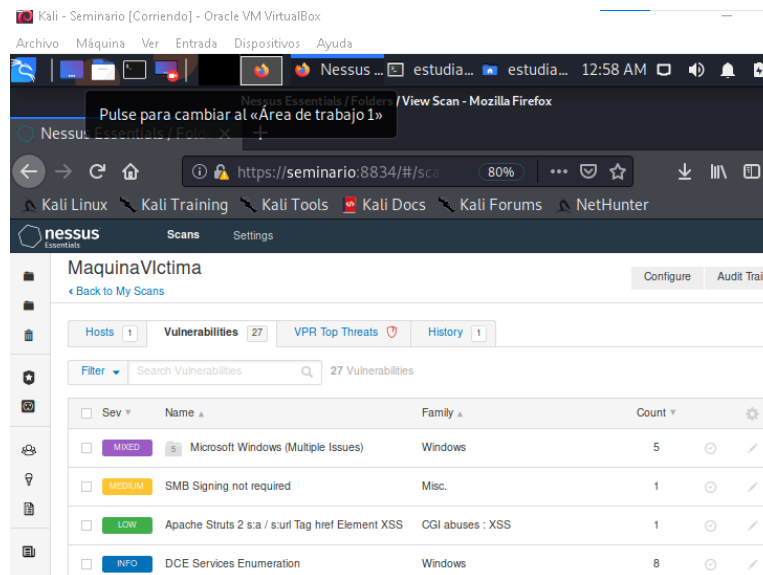 Kali - Seminario [Corriendo] - Oracle VM VirtualBox
Archivo Máquina Ver Entrada Dispositivos Ayuda
Nessus ... estudia... estudia... 12:58 AM
Nessus Essentials / Folders / View Scan - Mozilla Firefox
Pulse para cambiar al «Área de trabajo 1»
Nessus Essentials / Fold
https://seminario:8834/#/sca 80%
Kali Linux Kali Training Kali Tools Kali Docs Kali Forums NetHunter
nessus Essentials Scans Settings
MaquinaVIctima
Configure Audit Trai
Back to My Scans
Hosts 1 Vulnerabilities 27 VPR Top Threats History 1
Filter Search Vulnerabilities 27 Vulnerabilities
Sev Name Family Count
MIXED 5 Microsoft Windows (Multiple Issues) Windows 5
MEDIUM SMB Signing not required Misc. 1
LOW Apache Struts 2 s:a / s:url Tag href Element XSS CGI abuses : XSS 1
INFO DCE Services Enumeration Windows 8